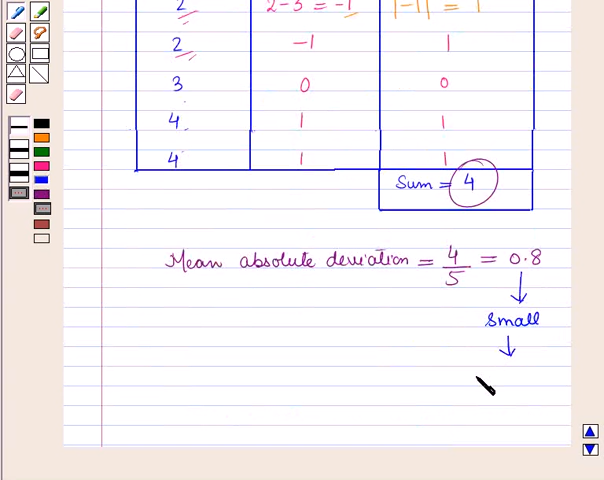 2 2-3 = -1 |-1| = 1
2 -1 1
3 0 0
4 1 1
4 1 1
Sum = 4
Mean absolute deviation = 4/5 = 0.8
Small